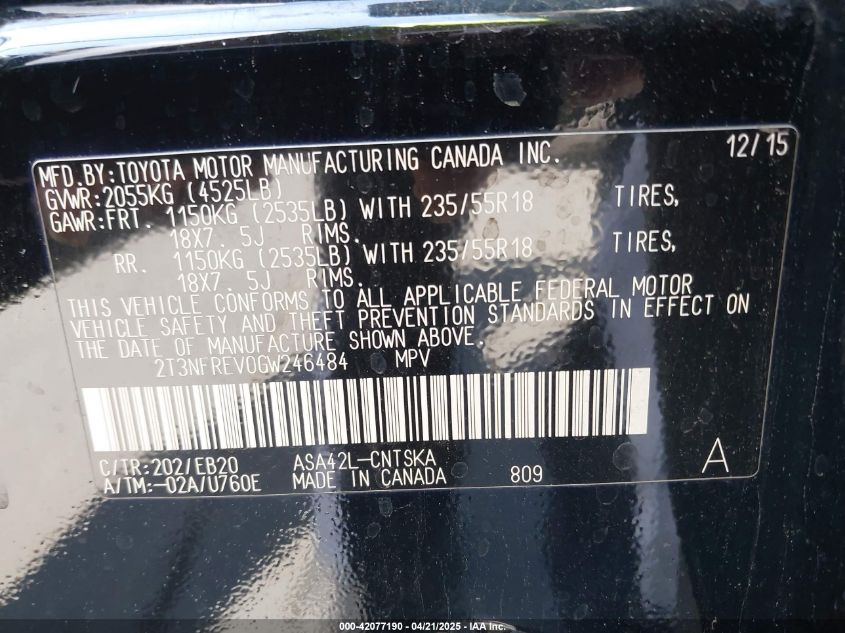 MFD.BY:TOYOTA MOTOR MANUFACTURING CANADA INC. 12/15
GVWR:2055KG (4525LB)
GAWR:FRT. 1150KG (2535LB) WITH 235/55R18 TIRES,
18X7. 5J RIMS.
RR. 1150KG (2535LB) WITH 235/55R18 TIRES,
18X7. 5J RIMS.
THIS VEHICLE CONFORMS TO ALL APPLICABLE FEDERAL MOTOR
VEHICLE SAFETY AND THEFT PREVENTION STANDARDS IN EFFECT ON
THE DATE OF MANUFACTURE SHOWN ABOVE.
2T3NFREV0GW246484 MPV
C/TR:202/EB20 ASA42L-CNTSKA
A/TM:-02A/U760E MADE IN CANADA 809 A
000-42077190 - 04/21/2025 - IAA Inc.